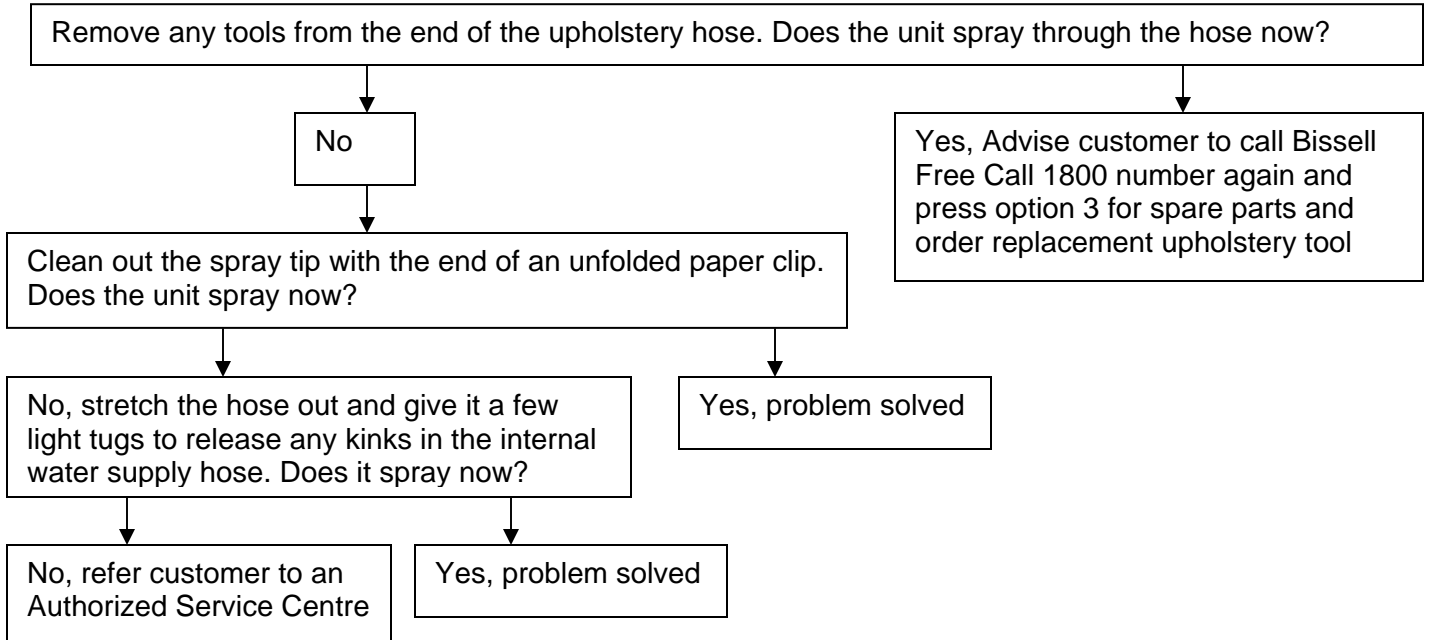 Remove any tools from the end of the upholstery hose. Does the unit spray through the hose now?
No
Yes, Advise customer to call Bissell
Free Call 1800 number again and
press option 3 for spare parts and
order replacement upholstery tool
Clean out the spray tip with the end of an unfolded paper clip.
Does the unit spray now?
No, stretch the hose out and give it a few
light tugs to release any kinks in the internal
water supply hose. Does it spray now?
Yes, problem solved
No, refer customer to an
Authorized Service Centre
Yes, problem solved